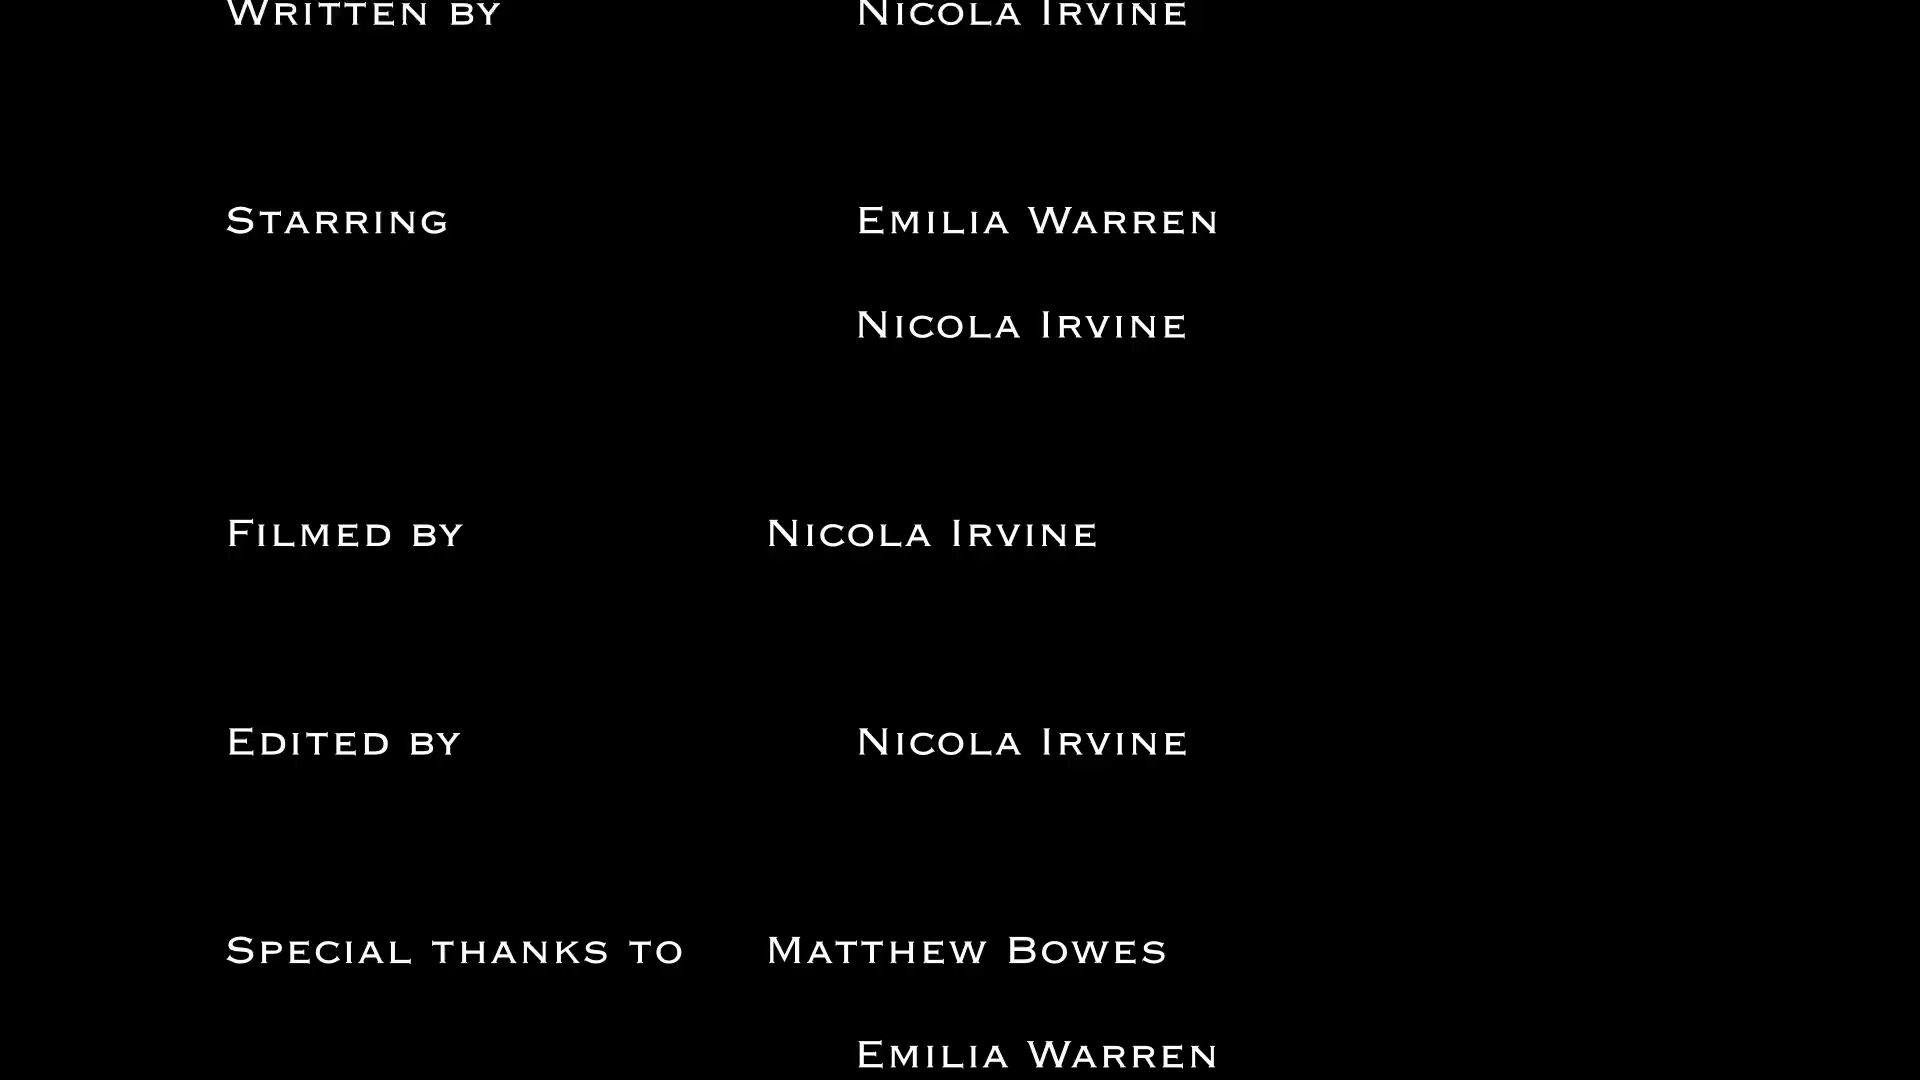 Written by Nicola Irvine
Starring Emilia Warren
Nicola Irvine
Filmed by Nicola Irvine
Edited by Nicola Irvine
Special thanks to Matthew Bowes
Emilia Warren